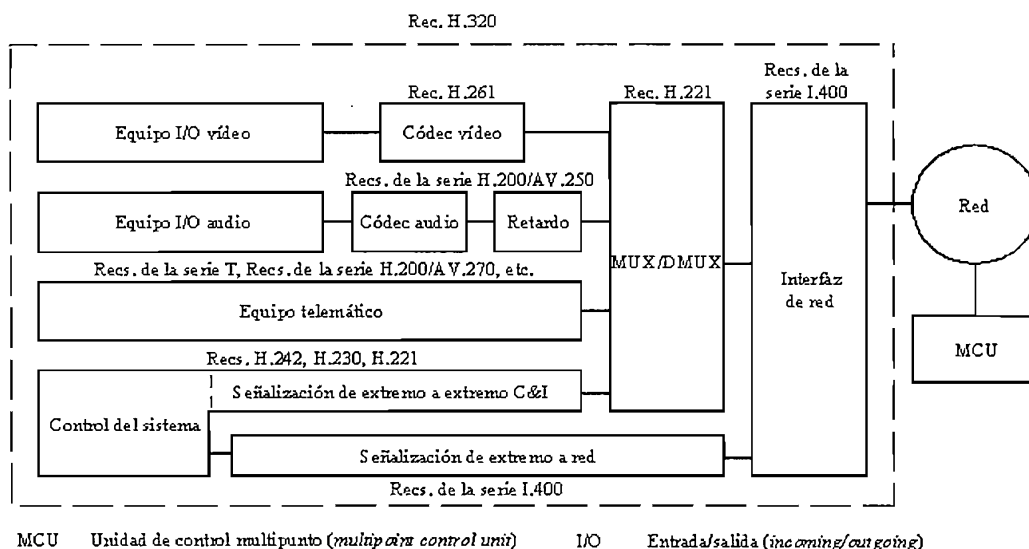 Rec. H.320
Recs. de la
serie I.400
Rec. H.261
Rec. H.221
Equipo I/O vídeo
Códec vídeo
Recs. de la serie H.200/AV.250
Equipo I/O audio
Códec audio
Retardo
Red
Recs. de la serie T, Recs. de la serie H.200/AV.270, etc.
MUX/DMUX
Interfaz
de red
Equipo telemático
MCU
Recs. H.242, H.230, H.221
Señalización de extremo a extremo C&I
Control del sistema
Señalización de extremo a red
Recs. de la serie I.400
MCU Unidad de control multipunto (multipoint control unit) I/O Entrada/salida (incoming/outgoing)